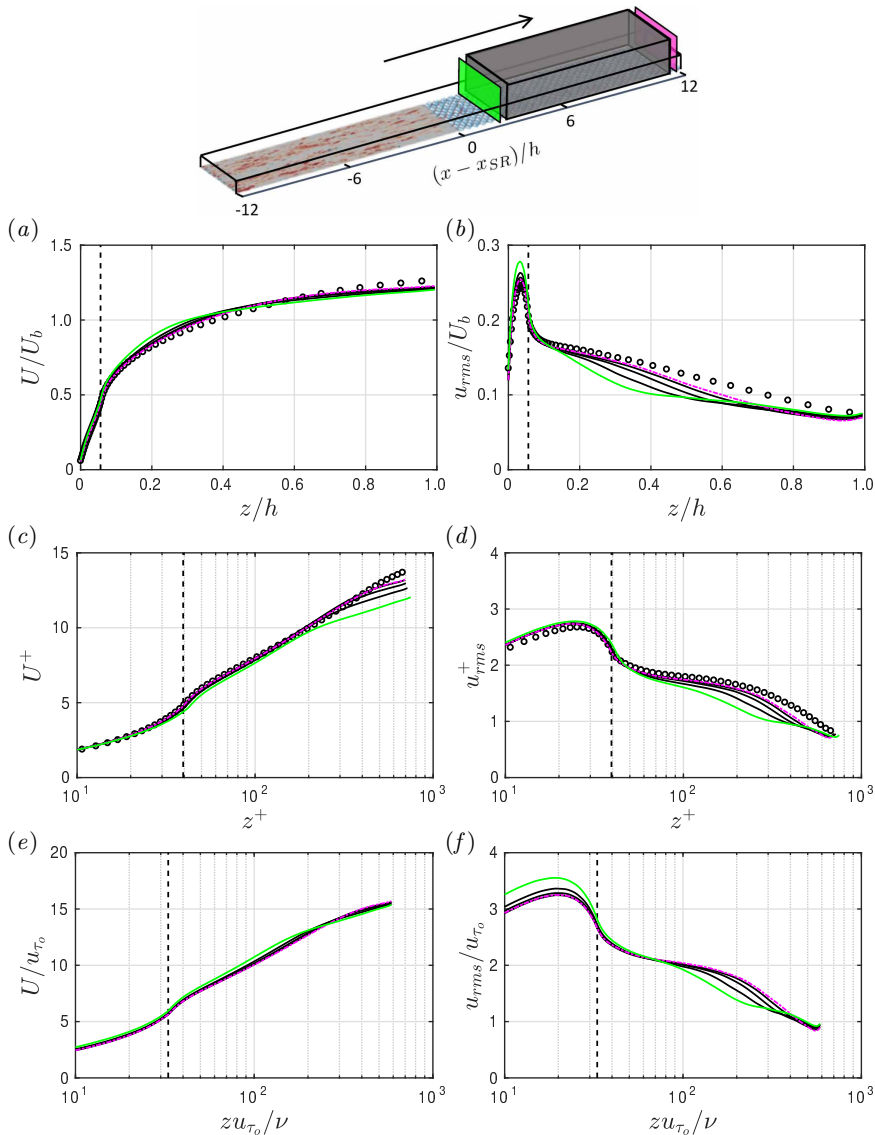 12
6
0
(x − x_SR)/h
-6
-12
(a)
(b)
1.5
1.0
0.5
0
U/U_b
0 0.2 0.4 0.6 0.8 1.0
z/h
0.3
0.2
0.1
0
u_rms/U_b
0 0.2 0.4 0.6 0.8 1.0
z/h
(c)
(d)
15
10
5
0
U^+
10^1 10^2 10^3
z^+
4
3
2
1
0
u^+_rms
10^1 10^2 10^3
z^+
(e)
(f)
20
15
10
5
0
U/u_τo
10^1 10^2 10^3
zu_τo/ν
4
3
2
1
0
u_rms/u_τo
10^1 10^2 10^3
zu_τo/ν